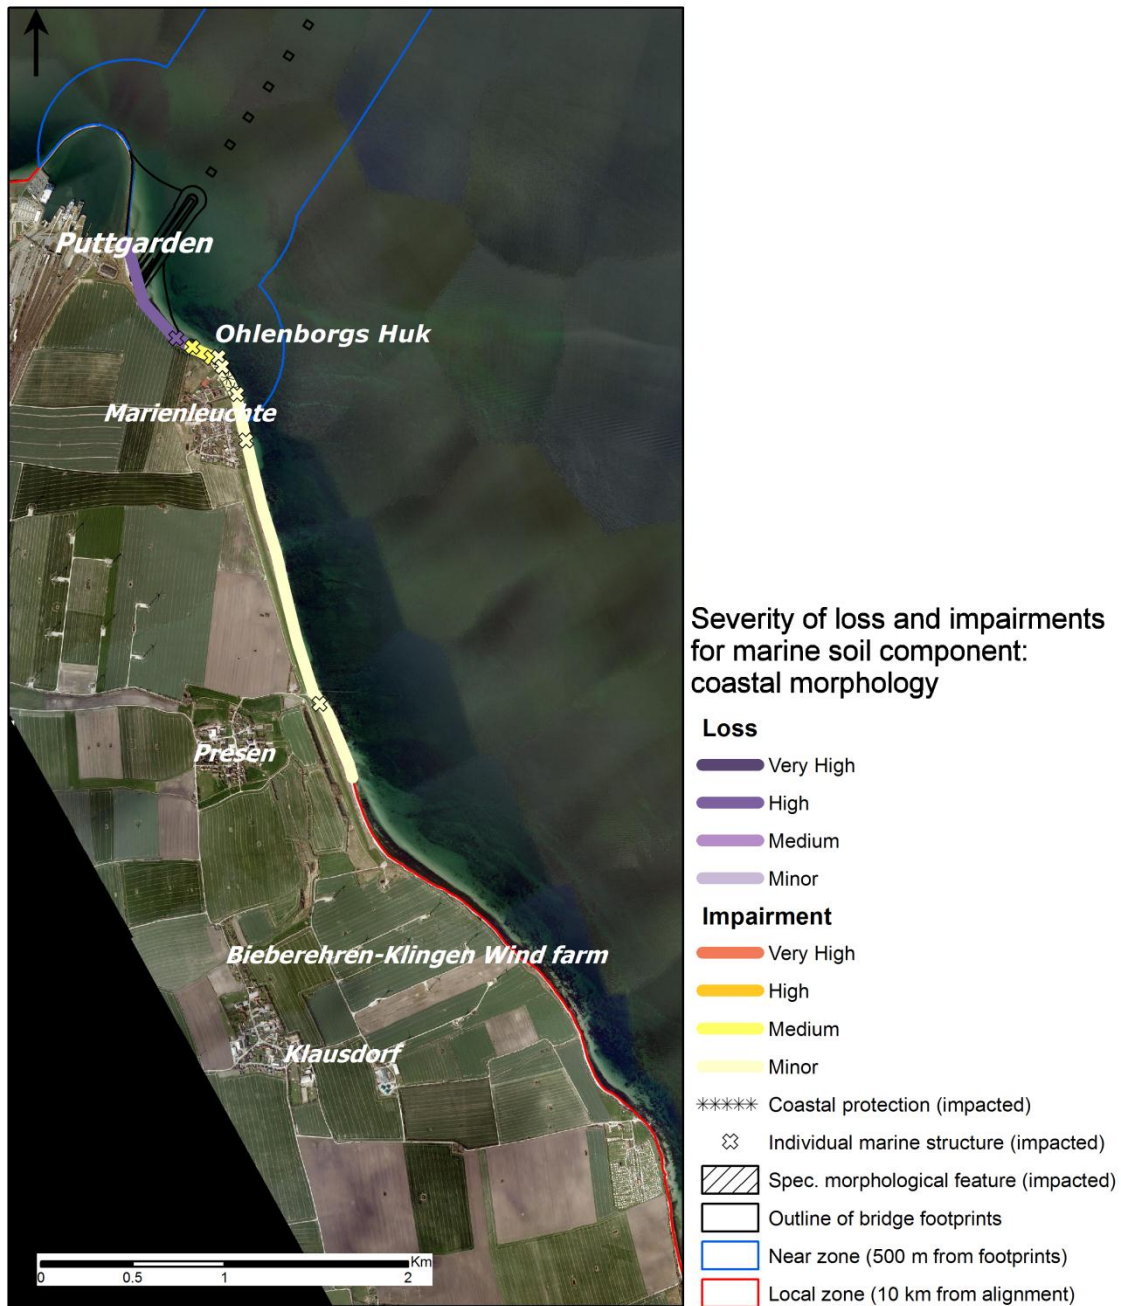 Puttgarden
Ohlenborgs Huk
Marienleuchte
Presen
Bieberehren-Klingen Wind farm
Klausdorf
Km
0 0.5 1 2
Severity of loss and impairments
for marine soil component:
coastal morphology
Loss
Very High
High
Medium
Minor
Impairment
Very High
High
Medium
Minor
Coastal protection (impacted)
Individual marine structure (impacted)
Spec. morphological feature (impacted)
Outline of bridge footprints
Near zone (500 m from footprints)
Local zone (10 km from alignment)